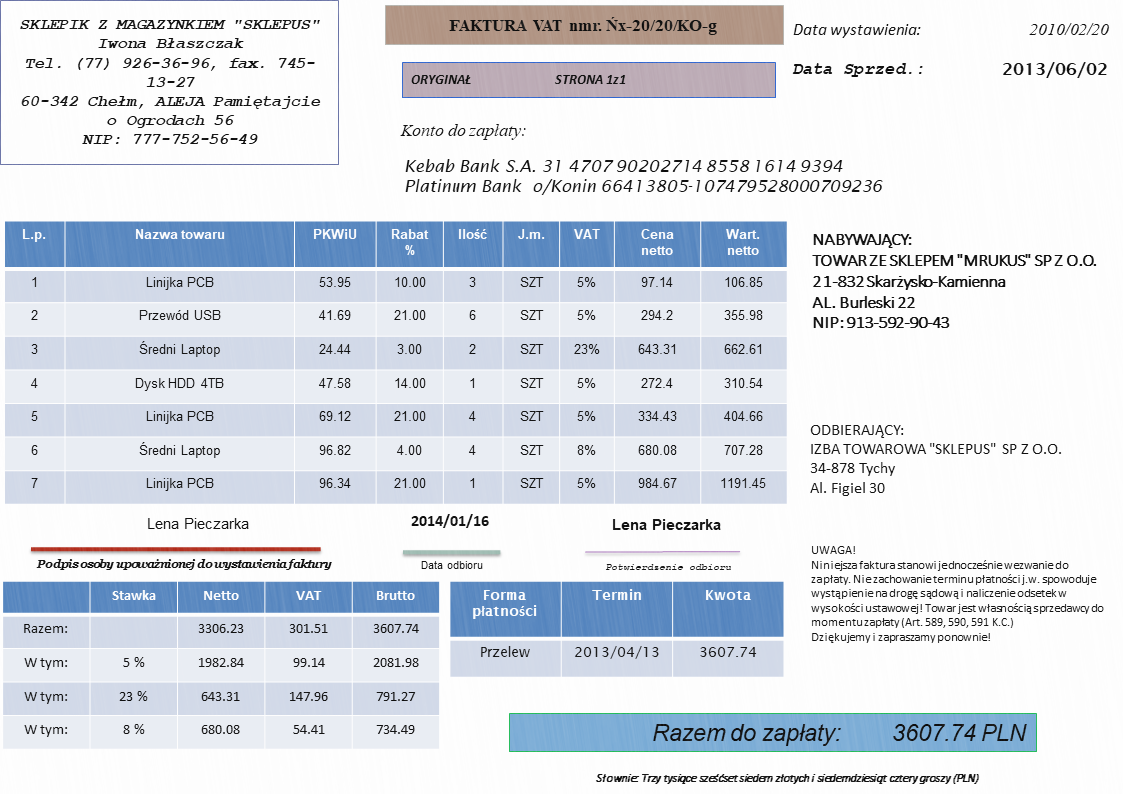 SKLEPIK Z MAGAZYNKIEM "SKLEPUS"
Iwona Błaszczak
Tel. (77) 926-36-96, fax. 745-
13-27
60-342 Chełm, ALEJA Pamiętajcie
o Ogrodach 56
NIP: 777-752-56-49
FAKTURA VAT nmr. Ńx-20/20/KO-g
ORYGINAŁ STRONA 1z1
Data wystawienia: 2010/02/20
Data Sprzed.: 2013/06/02
Konto do zapłaty:
Kebab Bank S.A. 31 4707 9020 2714 8558 1614 9394
Platinum Bank o/Konin 66413805-107479528000709236
L.p. Nazwa towaru PKWiU Rabat % Ilość J.m. VAT Cena netto Wart. netto
1 Linijka PCB 53.95 10.00 3 SZT 5% 97.14 106.85
2 Przewód USB 41.69 21.00 6 SZT 5% 294.2 355.98
3 Średni Laptop 24.44 3.00 2 SZT 23% 643.31 662.61
4 Dysk HDD 4TB 47.58 14.00 1 SZT 5% 272.4 310.54
5 Linijka PCB 69.12 21.00 4 SZT 5% 334.43 404.66
6 Średni Laptop 96.82 4.00 4 SZT 8% 680.08 707.28
7 Linijka PCB 96.34 21.00 1 SZT 5% 984.67 1191.45
NABYWAJĄCY:
TOWAR ZE SKLEPEM "MRUKUS" SP Z O.O.
21-832 Skarżysko-Kamienna
AL. Burleski 22
NIP: 913-592-90-43
ODBIERAJĄCY:
IZBA TOWAROWA "SKLEPUS" SP Z O.O.
34-878 Tychy
Al. Figiel 30
Lena Pieczarka
Podpis osoby upoważnionej do wystawienia faktury
2014/01/16
Data odbioru
Lena Pieczarka
Potwierdzenie odbioru
UWAGA!
Niniejsza faktura stanowi jednocześnie wezwanie do
zapłaty. Nie zachowanie terminu płatności j.w. spowoduje
wystąpienie na drogę sądową i naliczenie odsetek w
wysokości ustawowej! Towar jest własnością sprzedawcy do
momentu zapłaty (Art. 589, 590, 591 K.C.)
Dziękujemy i zapraszamy ponownie!
Stawka Netto VAT Brutto
Razem: 3306.23 301.51 3607.74
W tym: 5 % 1982.84 99.14 2081.98
W tym: 23 % 643.31 147.96 791.27
W tym: 8 % 680.08 54.41 734.49
Forma płatności Termin Kwota
Przelew 2013/04/13 3607.74
Razem do zapłaty: 3607.74 PLN
Słownie: Trzy tysiące sześćset siedem złotych i siedemdziesiąt cztery groszy (PLN)